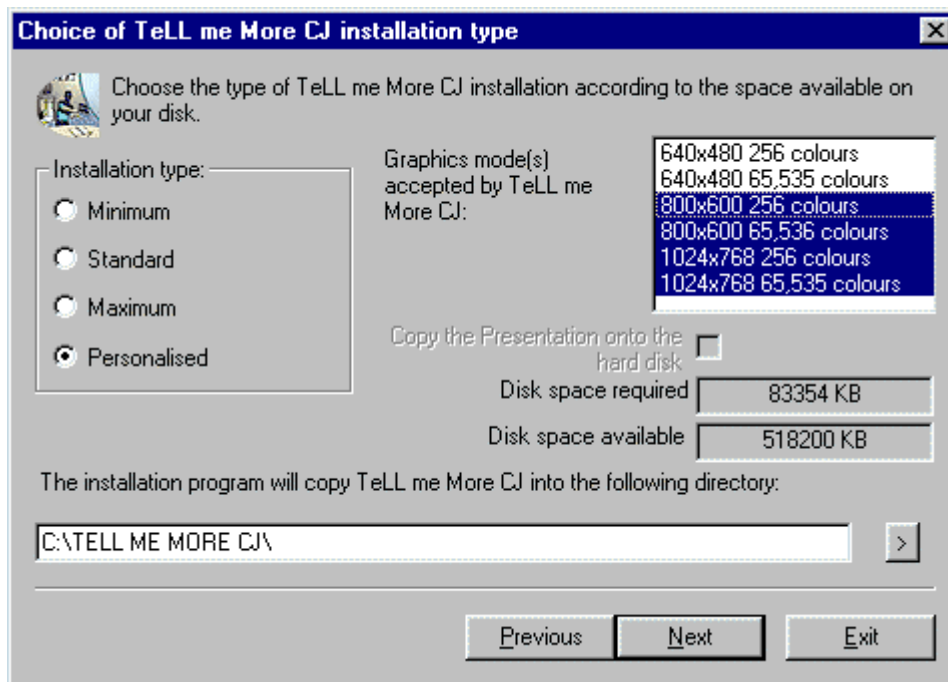 Choice of TeLL me More CJ installation type
Choose the type of TeLL me More CJ installation according to the space available on
your disk.
Installation type:
Minimum
Standard
Maximum
Personalised
Graphics mode(s)
accepted by TeLL me
More CJ:
640x480 256 colours
640x480 65,535 colours
800x600 256 colours
800x600 65,536 colours
1024x768 256 colours
1024x768 65,535 colours
Copy the Presentation onto the
hard disk
Disk space required
83354 KB
Disk space available
518200 KB
The installation program will copy TeLL me More CJ into the following directory:
C:\TELL ME MORE CJ\
>
Previous
Next
Exit